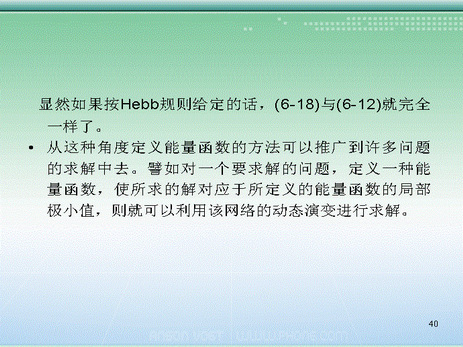 显然如果按Hebb规则给定的话，(6-18)与(6-12)就完全
一样了。
• 从这种角度定义能量函数的方法可以推广到许多问题
的求解中去。譬如对一个要求解的问题，定义一种能
量函数，使所求的解对应于所定义的能量函数的局部
极小值，则就可以利用该网络的动态演变进行求解。
40